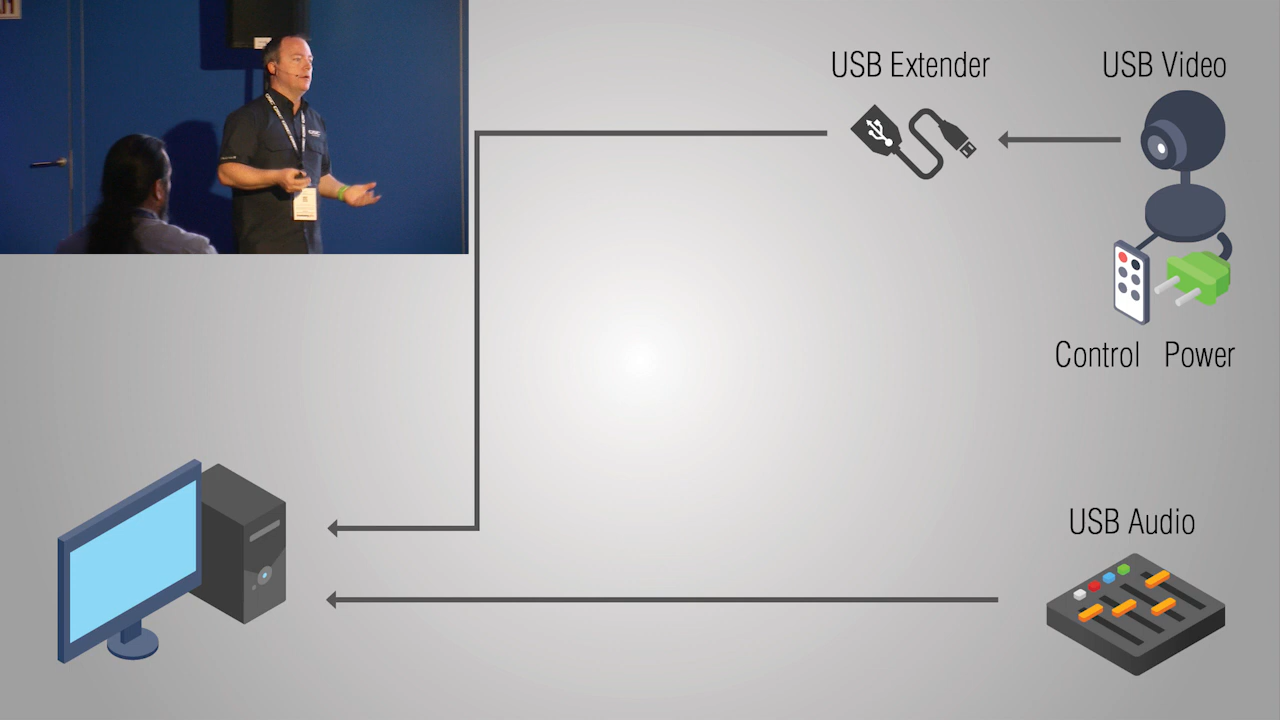 USB Extender
USB Video
Control
Power
USB Audio